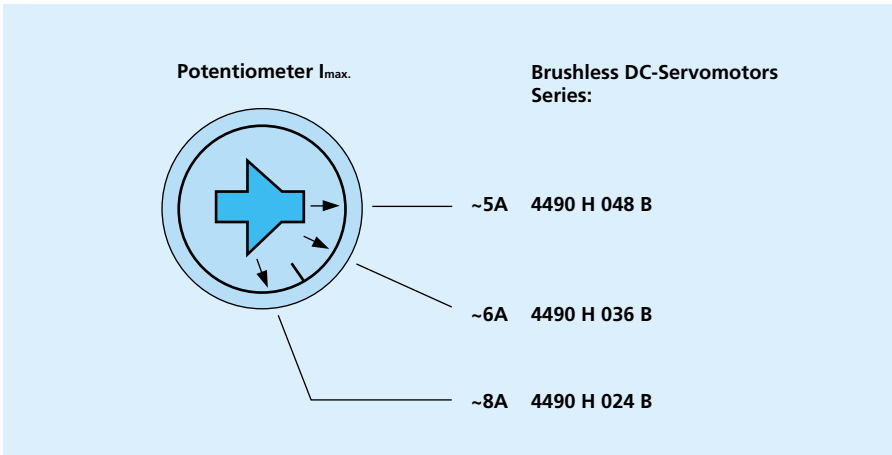 Potentiometer Imax.
Brushless DC-Servomotors
Series:
~5A 4490 H 048 B
~6A 4490 H 036 B
~8A 4490 H 024 B